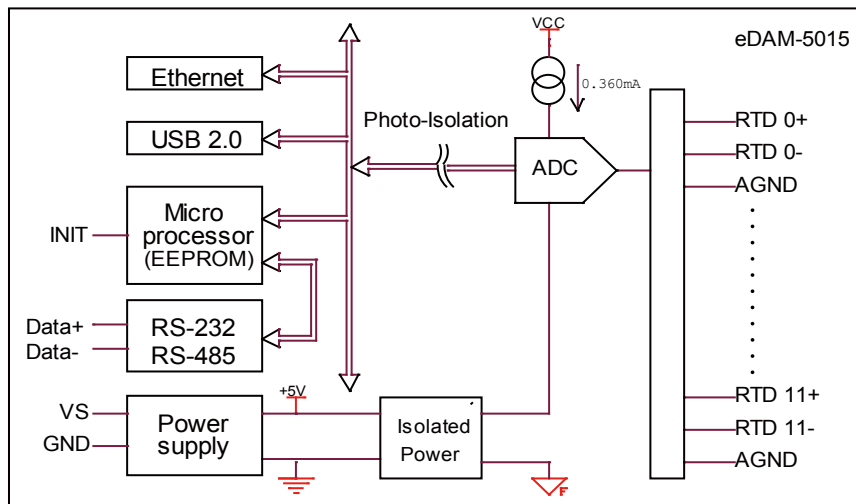 eDAM-5015
VCC
0.360mA
Ethernet
USB 2.0
Photo-Isolation
ADC
RTD 0+
RTD 0-
AGND
INIT
Micro
processor
(EEPROM)
Data+
Data-
RS-232
RS-485
VS
GND
Power
supply
+5V
Isolated
Power
F
RTD 11+
RTD 11-
AGND